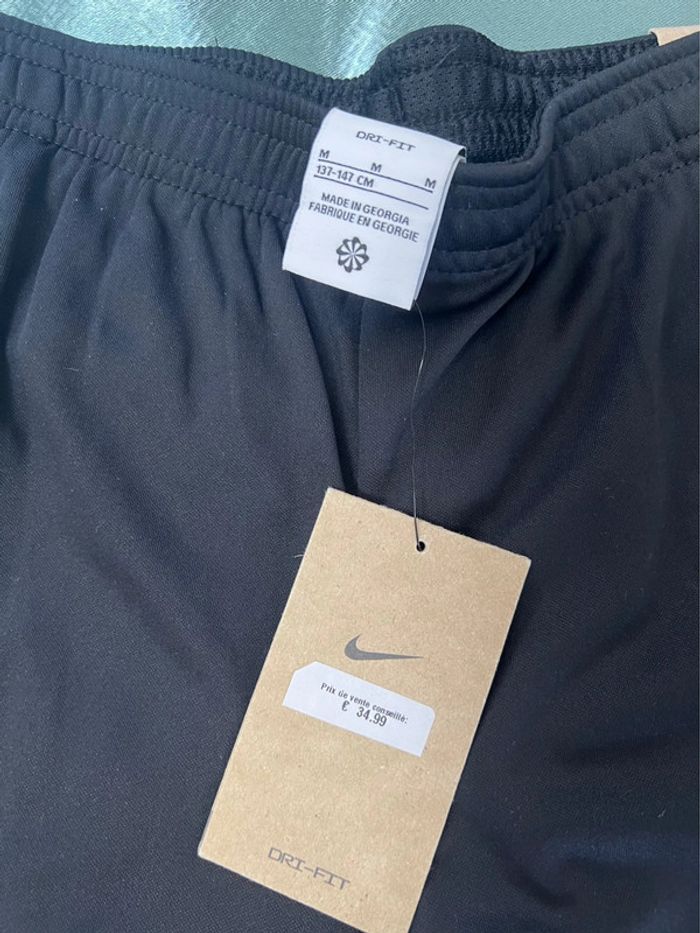 DRI-FIT
M M M
137-147 CM
MADE IN GEORGIA
FABRIQUE EN GEORGIE
Prix de vente conseillé:
€ 34.99
DRI-FIT